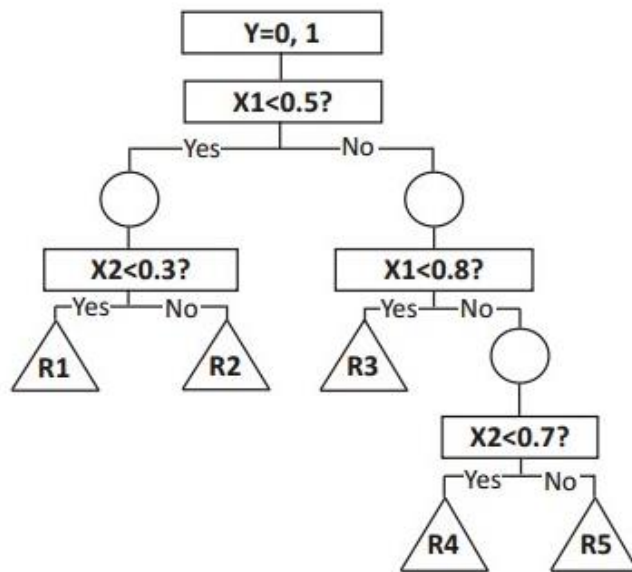 Y=0, 1
X1<0.5?
Yes No
X2<0.3? X1<0.8?
Yes No Yes No
R1 R2 R3
X2<0.7?
Yes No
R4 R5